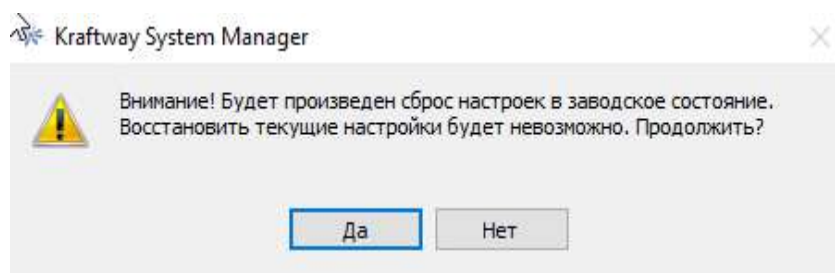 Kraftway System Manager
Внимание! Будет произведен сброс настроек в заводское состояние.
Восстановить текущие настройки будет невозможно. Продолжить?
Да
Нет